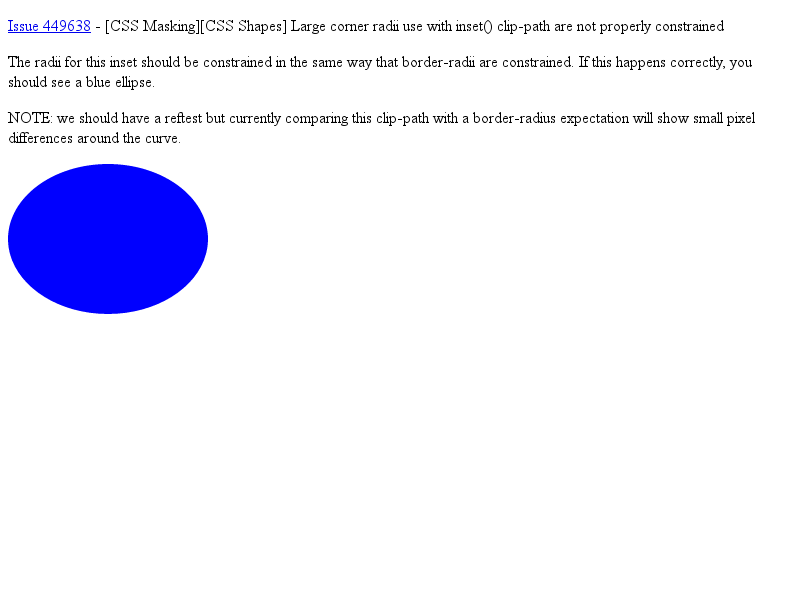 Issue 449638 - [CSS Masking][CSS Shapes] Large corner radii use with inset() clip-path are not properly constrained
The radii for this inset should be constrained in the same way that border-radii are constrained. If this happens correctly, you
should see a blue ellipse.
NOTE: we should have a reftest but currently comparing this clip-path with a border-radius expectation will show small pixel
differences around the curve.